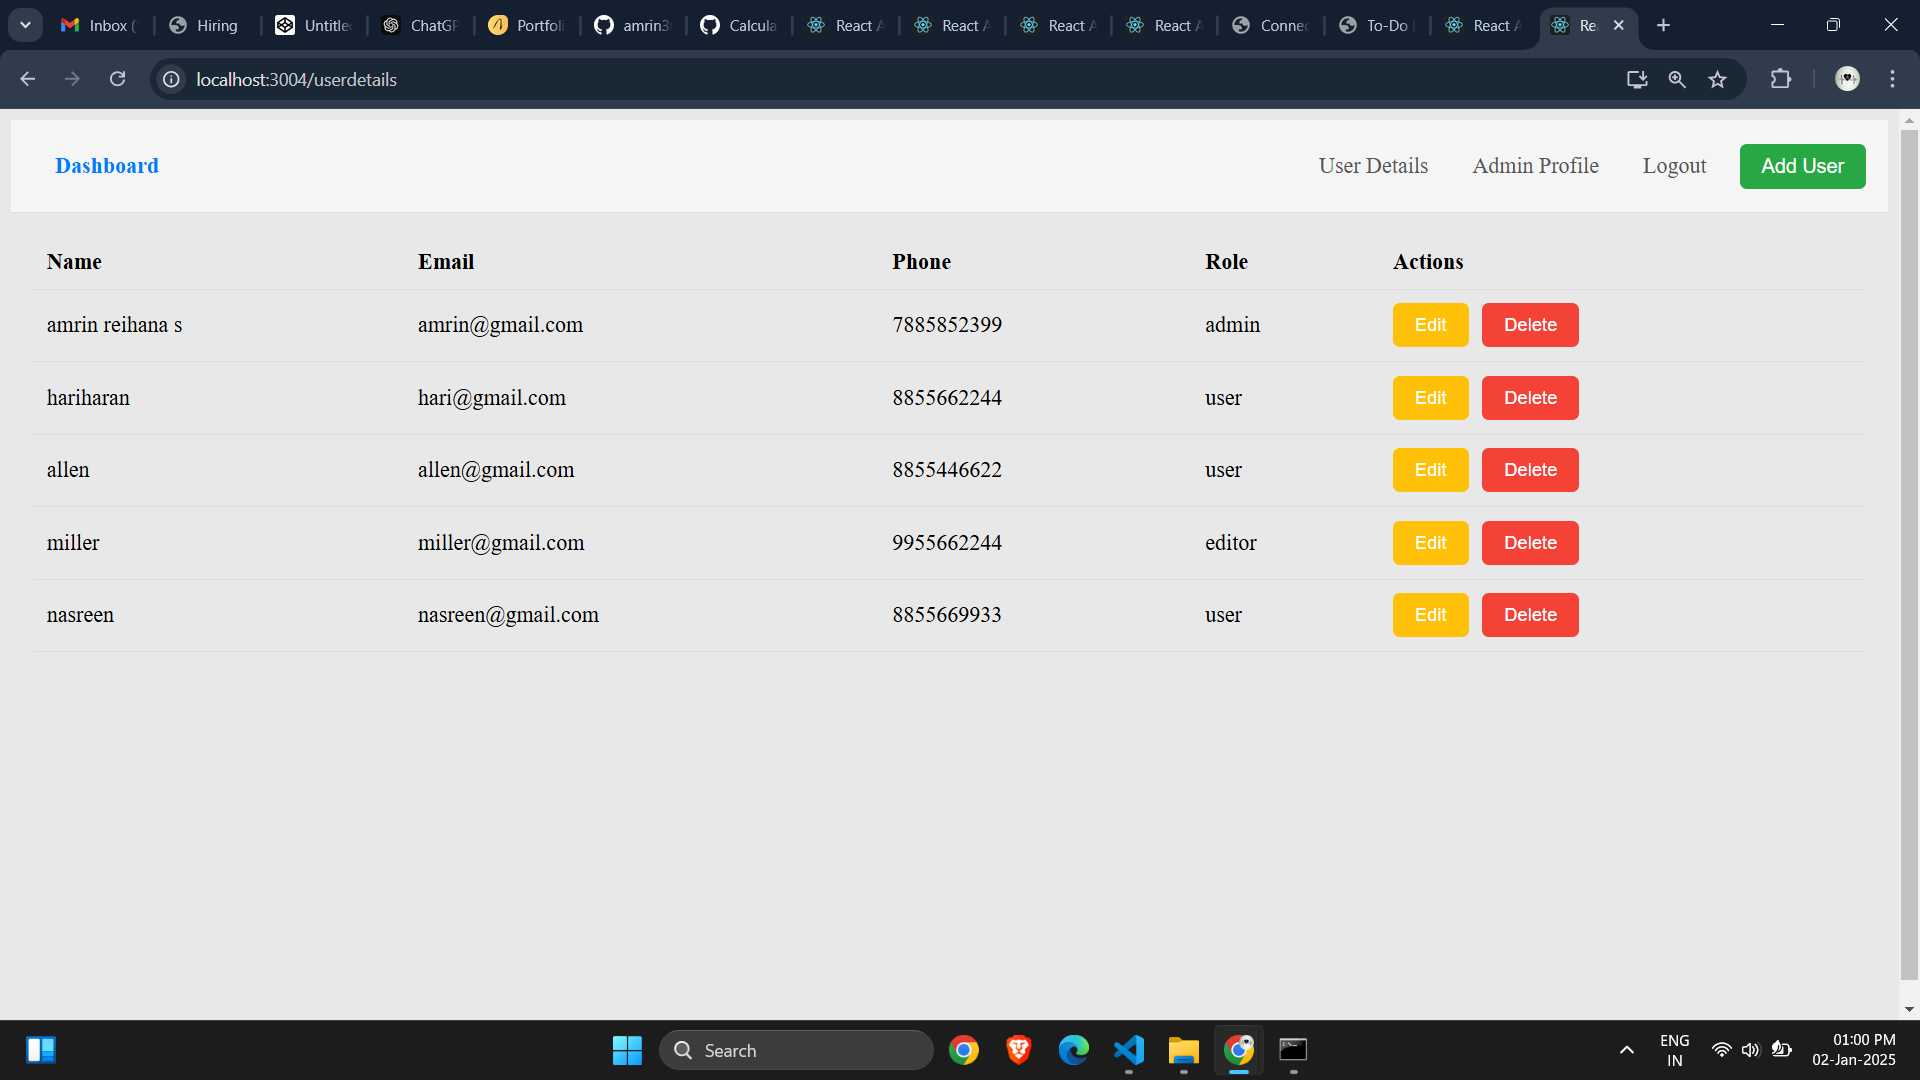 Inbox ( Hiring Untitle ChatGP Portfoli amrin3 Calcula React A React A React A React A Connec To-Do React A Rea
localhost:3004/userdetails
Dashboard User Details Admin Profile Logout Add User
Name Email Phone Role Actions
amrin reihana s amrin@gmail.com 7885852399 admin Edit Delete
hariharan hari@gmail.com 8855662244 user Edit Delete
allen allen@gmail.com 8855446622 user Edit Delete
miller miller@gmail.com 9955662244 editor Edit Delete
nasreen nasreen@gmail.com 8855669933 user Edit Delete
Search ENG 01:00 PM
IN 02-Jan-2025